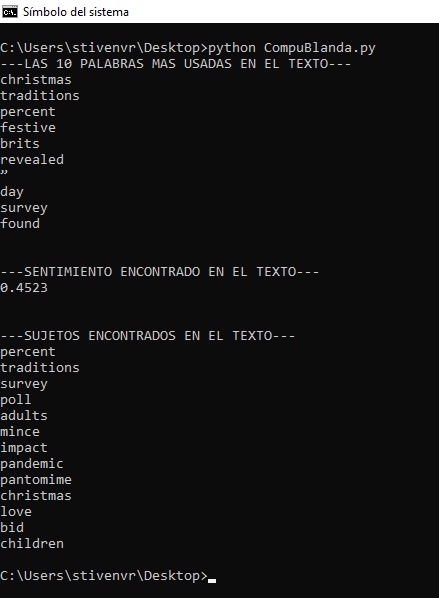 Símbolo del sistema
C:\Users\stivenvr\Desktop>python CompuBlanda.py
---LAS 10 PALABRAS MAS USADAS EN EL TEXTO---
christmas
traditions
percent
festive
brits
revealed
”
day
survey
found
---SENTIMIENTO ENCONTRADO EN EL TEXTO---
0.4523
---SUJETOS ENCONTRADOS EN EL TEXTO---
percent
traditions
survey
poll
adults
mince
impact
pandemic
pantomime
christmas
love
bid
children
C:\Users\stivenvr\Desktop>